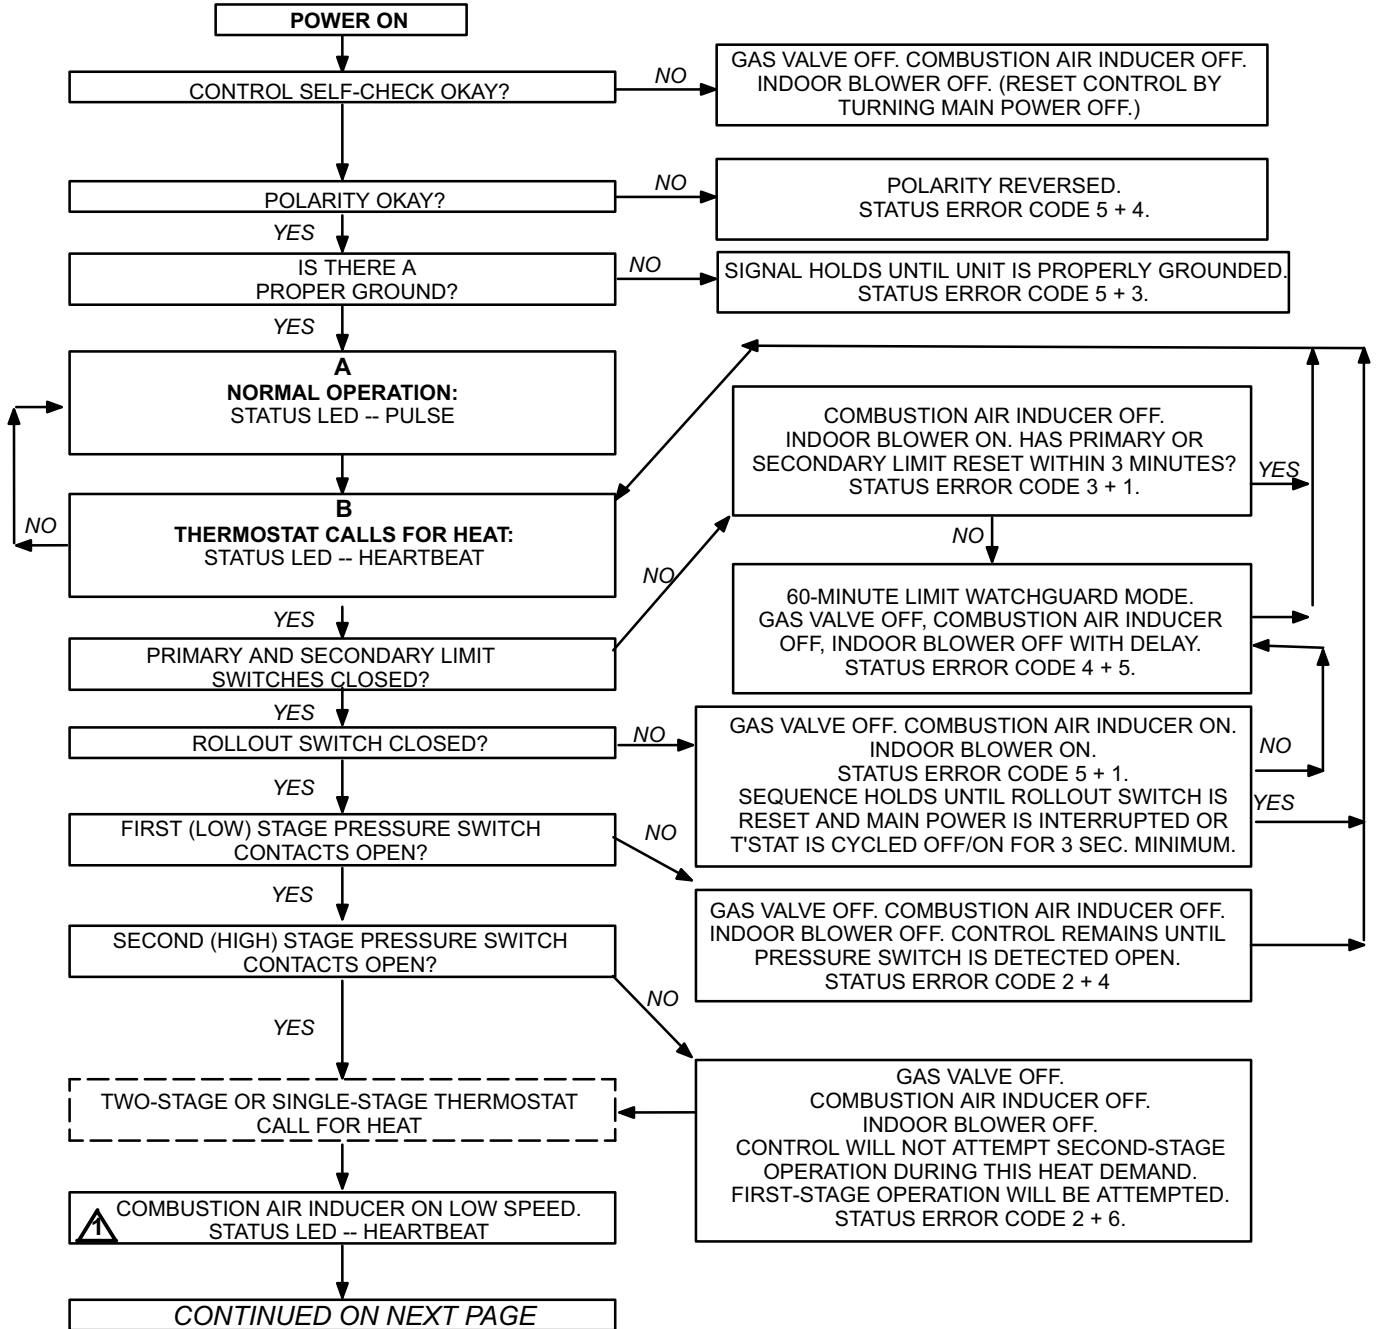 POWER ON
CONTROL SELF-CHECK OKAY?
NO
GAS VALVE OFF. COMBUSTION AIR INDUCER OFF.
INDOOR BLOWER OFF. (RESET CONTROL BY
TURNING MAIN POWER OFF.)
POLARITY OKAY?
NO
POLARITY REVERSED.
STATUS ERROR CODE 5 + 4.
YES
IS THERE A
PROPER GROUND?
NO
SIGNAL HOLDS UNTIL UNIT IS PROPERLY GROUNDED.
STATUS ERROR CODE 5 + 3.
YES
A
NORMAL OPERATION:
STATUS LED -- PULSE
COMBUSTION AIR INDUCER OFF.
INDOOR BLOWER ON. HAS PRIMARY OR
SECONDARY LIMIT RESET WITHIN 3 MINUTES?
STATUS ERROR CODE 3 + 1.
YES
NO
B
THERMOSTAT CALLS FOR HEAT:
STATUS LED -- HEARTBEAT
NO
NO
60-MINUTE LIMIT WATCHGUARD MODE.
GAS VALVE OFF, COMBUSTION AIR INDUCER
OFF, INDOOR BLOWER OFF WITH DELAY.
STATUS ERROR CODE 4 + 5.
YES
PRIMARY AND SECONDARY LIMIT
SWITCHES CLOSED?
YES
ROLLOUT SWITCH CLOSED?
NO
GAS VALVE OFF. COMBUSTION AIR INDUCER ON.
INDOOR BLOWER ON.
STATUS ERROR CODE 5 + 1.
SEQUENCE HOLDS UNTIL ROLLOUT SWITCH IS
RESET AND MAIN POWER IS INTERRUPTED OR
T'STAT IS CYCLED OFF/ON FOR 3 SEC. MINIMUM.
NO
YES
YES
FIRST (LOW) STAGE PRESSURE SWITCH
CONTACTS OPEN?
NO
GAS VALVE OFF. COMBUSTION AIR INDUCER OFF.
INDOOR BLOWER OFF. CONTROL REMAINS UNTIL
PRESSURE SWITCH IS DETECTED OPEN.
STATUS ERROR CODE 2 + 4
YES
SECOND (HIGH) STAGE PRESSURE SWITCH
CONTACTS OPEN?
NO
YES
GAS VALVE OFF.
COMBUSTION AIR INDUCER OFF.
INDOOR BLOWER OFF.
CONTROL WILL NOT ATTEMPT SECOND-STAGE
OPERATION DURING THIS HEAT DEMAND.
FIRST-STAGE OPERATION WILL BE ATTEMPTED.
STATUS ERROR CODE 2 + 6.
TWO-STAGE OR SINGLE-STAGE THERMOSTAT
CALL FOR HEAT
1
COMBUSTION AIR INDUCER ON LOW SPEED.
STATUS LED -- HEARTBEAT
CONTINUED ON NEXT PAGE